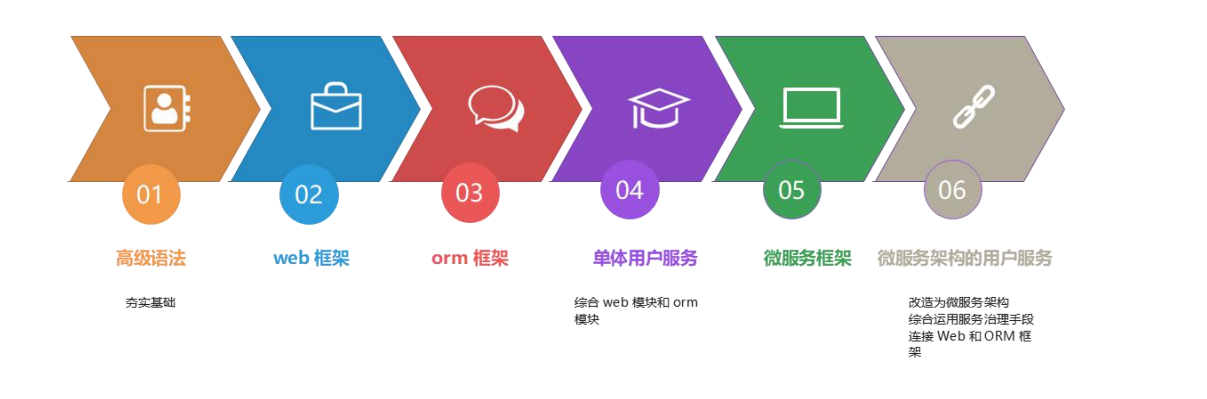 01
02
03
04
05
06
高级语法
web 框架
orm 框架
单体用户服务
微服务框架
微服务架构的用户服务
夯实基础
综合 web 模块和 orm
模块
改造为微服务架构
综合运用服务治理手段
连接 Web 和 ORM 框
架